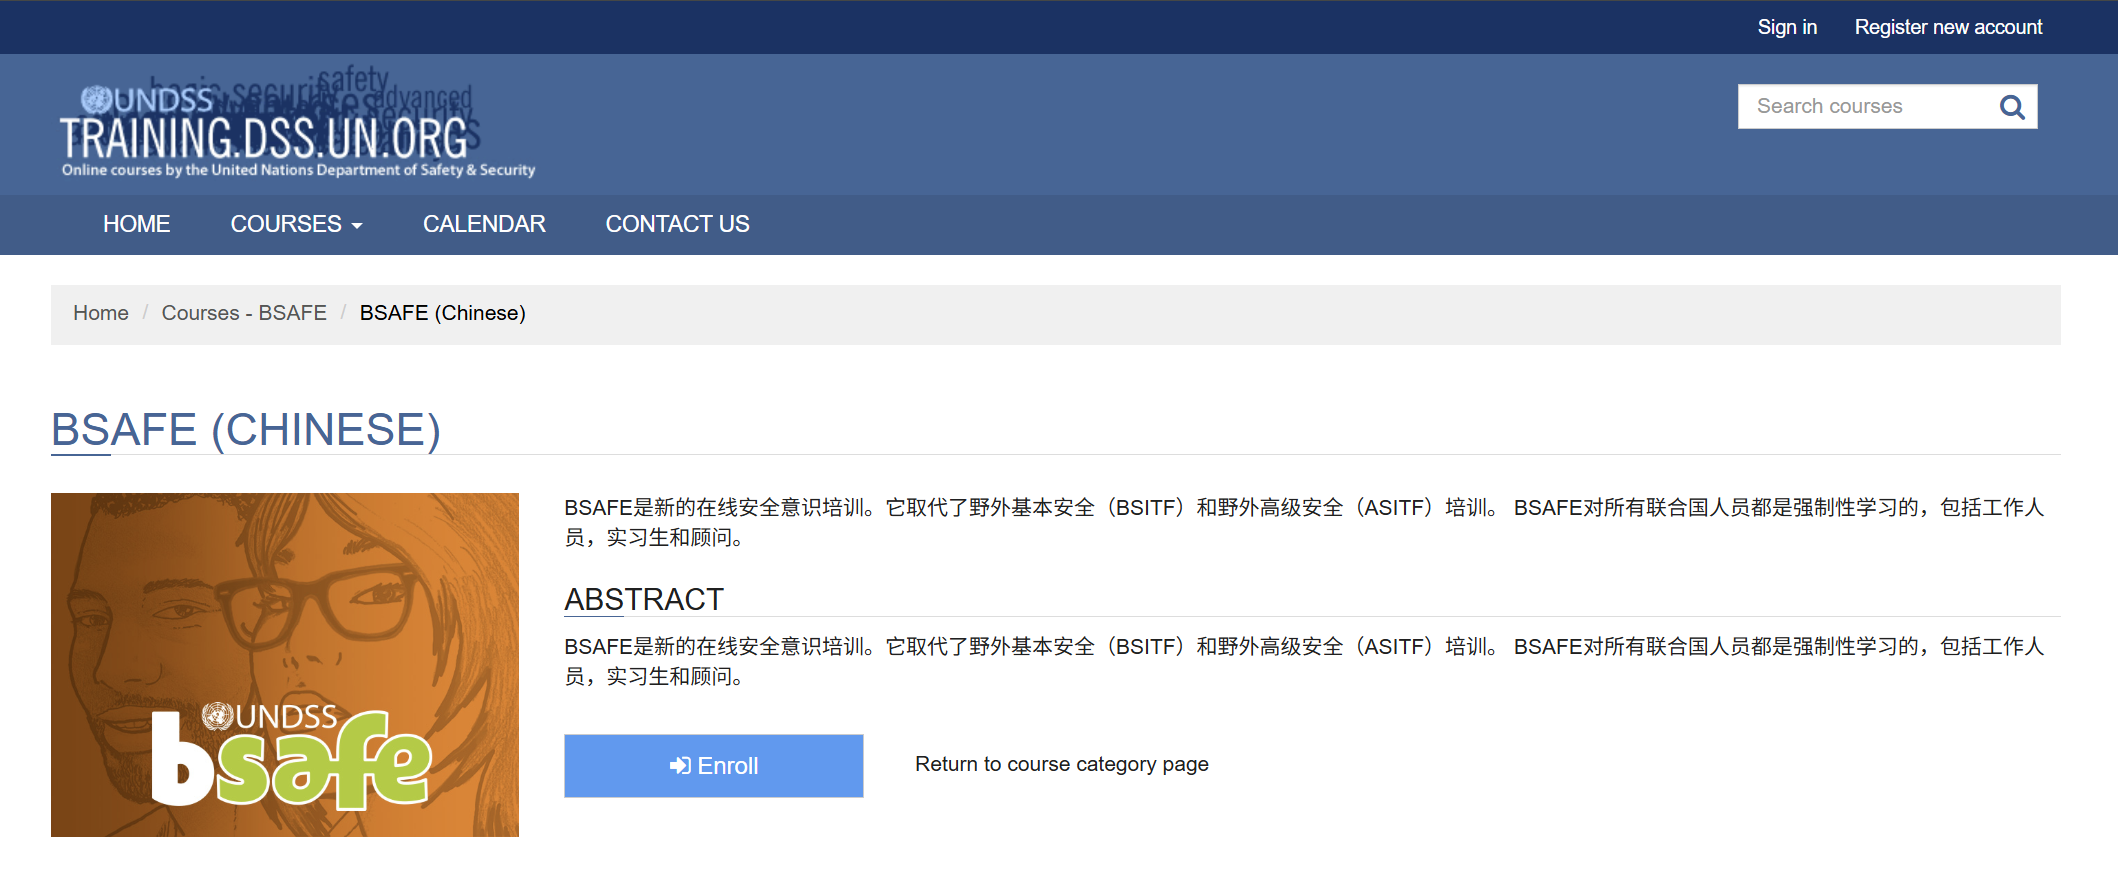 Sign in
Register new account
UNDSS
TRAINING.DSS.UN.ORG
Online courses by the United Nations Department of Safety & Security
safety
advanced
Search courses
HOME
COURSES
CALENDAR
CONTACT US
Home / Courses - BSAFE / BSAFE (Chinese)
BSAFE (CHINESE)
BSAFE是新的在线安全意识培训。它取代了野外基本安全（BSITF）和野外高级安全（ASITF）培训。 BSAFE对所有联合国人员都是强制性学习的，包括工作人
员，实习生和顾问。
ABSTRACT
BSAFE是新的在线安全意识培训。它取代了野外基本安全（BSITF）和野外高级安全（ASITF）培训。 BSAFE对所有联合国人员都是强制性学习的，包括工作人
员，实习生和顾问。
UNDSS
bsafe
Enroll
Return to course category page